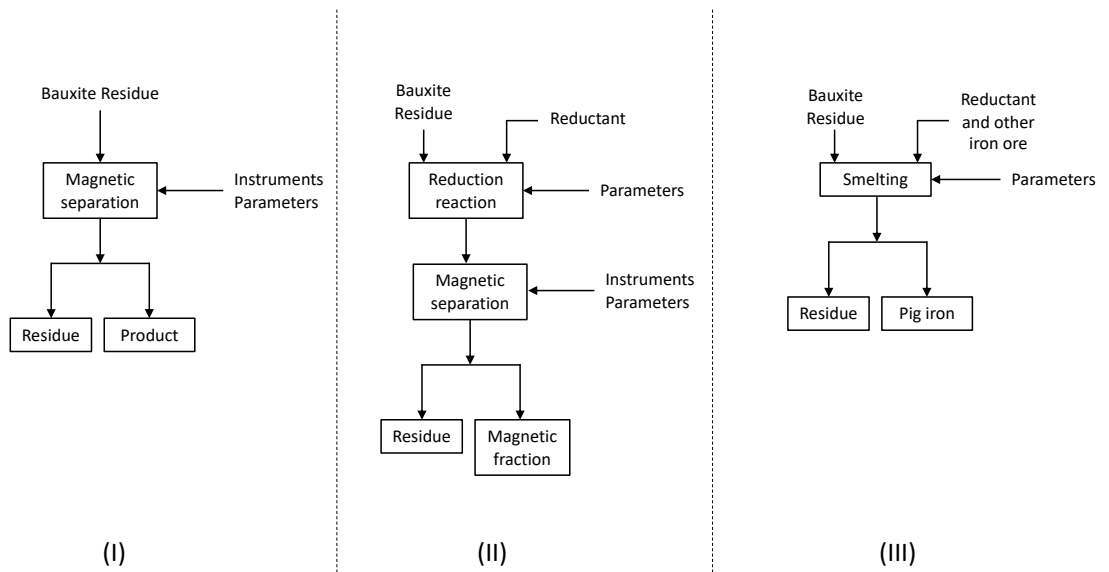 Bauxite Residue
Magnetic
separation
Instruments
Parameters
Residue
Product
(I)
Bauxite
Residue
Reductant
Reduction
reaction
Parameters
Magnetic
separation
Instruments
Parameters
Residue
Magnetic
fraction
(II)
Bauxite
Residue
Reductant
and other
iron ore
Smelting
Parameters
Residue
Pig iron
(III)